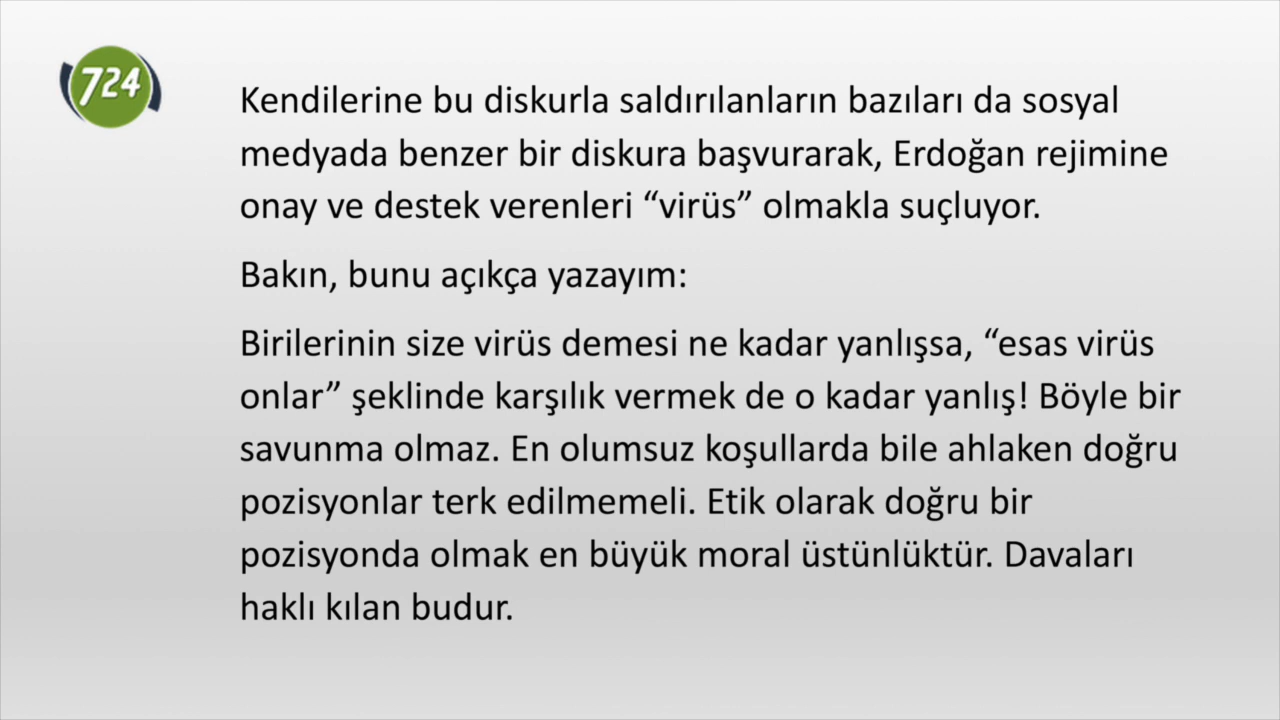 724
Kendilerine bu diskurla saldırılanların bazıları da sosyal
medyada benzer bir diskura başvurarak, Erdoğan rejimine
onay ve destek verenleri “virüs” olmakla suçluyor.
Bakın, bunu açıkça yazayım:
Birilerinin size virüs demesi ne kadar yanlışsa, “esas virüs
onlar” şeklinde karşılık vermek de o kadar yanlış! Böyle bir
savunma olmaz. En olumsuz koşullarda bile ahlaken doğru
pozisyonlar terk edilmemeli. Etik olarak doğru bir
pozisyonda olmak en büyük moral üstünlüktür. Davaları
haklı kılan budur.